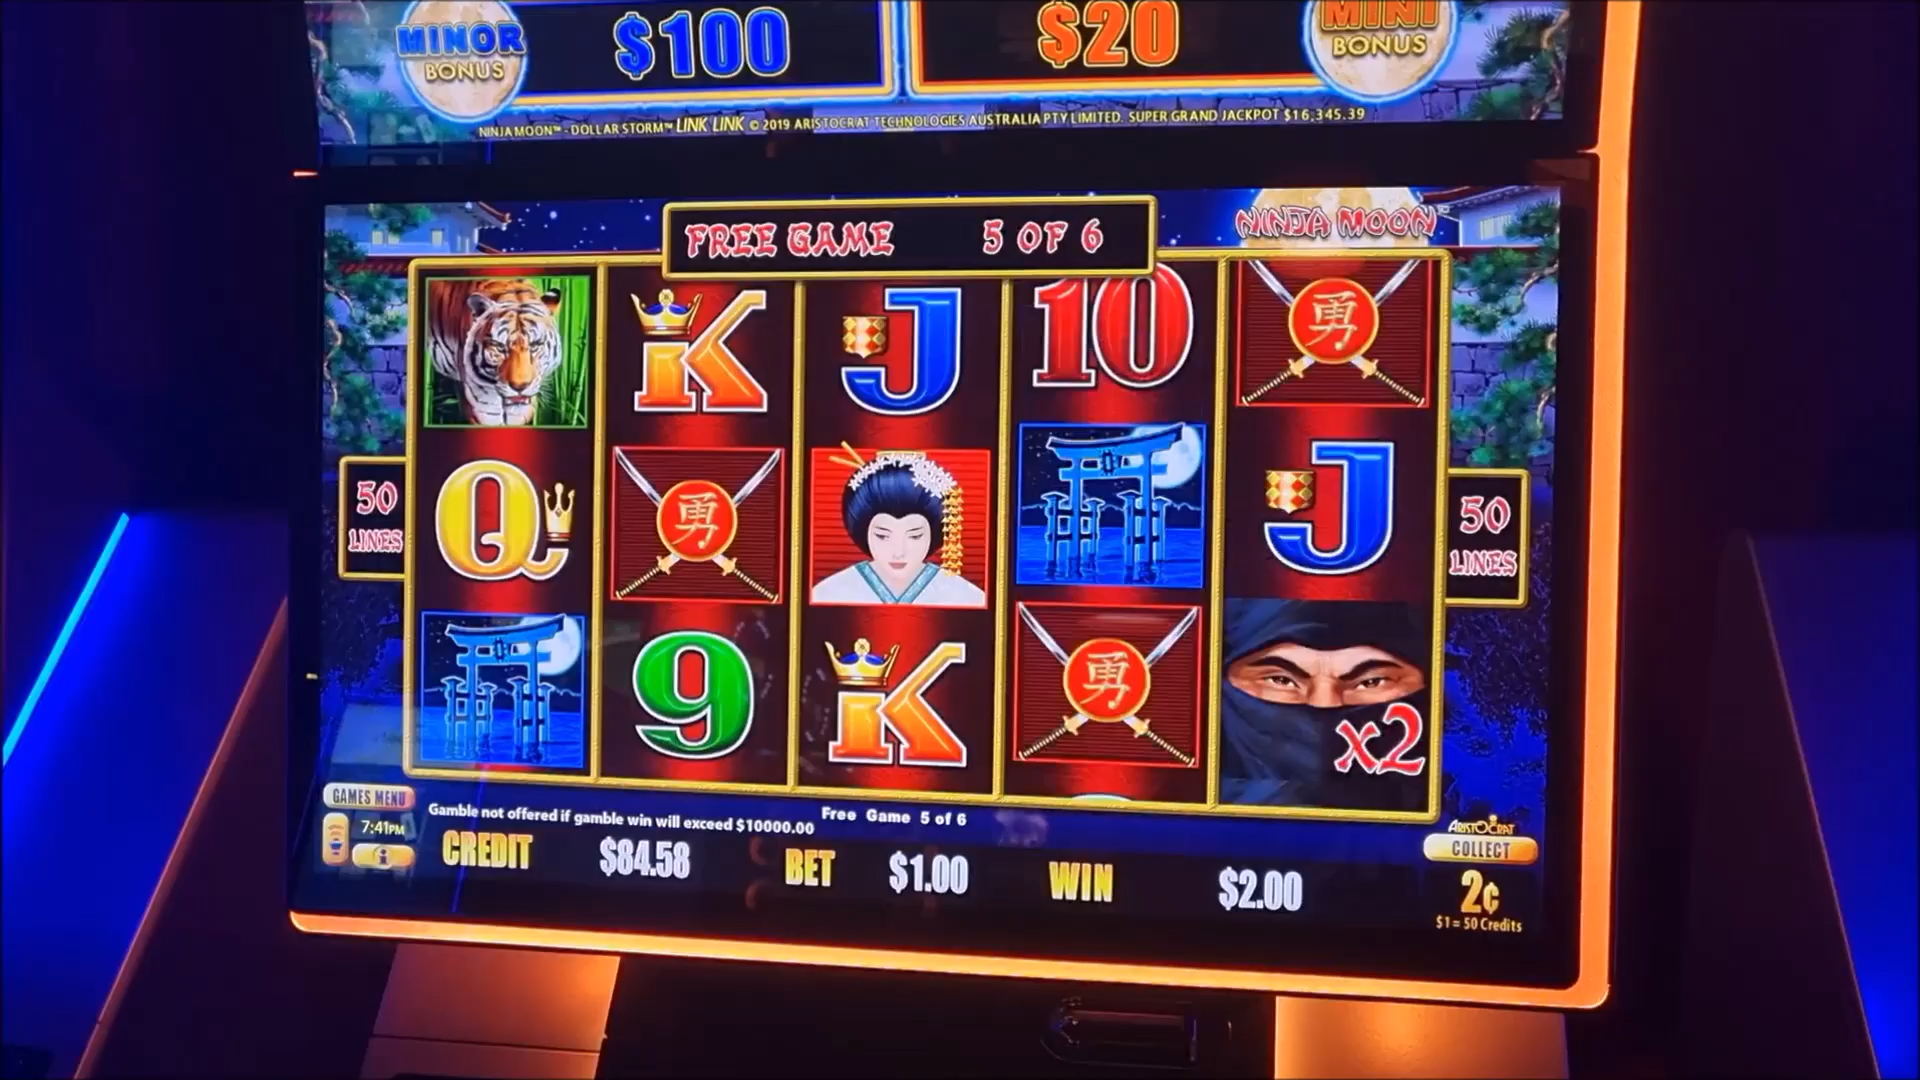 MINOR
BONUS
$100
$20
MINI
BONUS
NINJA MOON™ - DOLLAR STORM™ LINK LINK © 2019 ARISTOCRAT TECHNOLOGIES AUSTRALIA PTY LIMITED. SUPER GRAND JACKPOT $16,345.39
FREE GAME 5 OF 6
NINJA MOON™
K
J
10
勇
50
LINES
Q
勇
J
50
LINES
9
K
勇
x2
GAMES MENU
7:41PM
Gamble not offered if gamble win will exceed $10000.00
Free Game 5 of 6
CREDIT $84.58 BET $1.00 WIN $2.00
ARISTOCRAT
COLLECT
2¢
$1 = 50 Credits